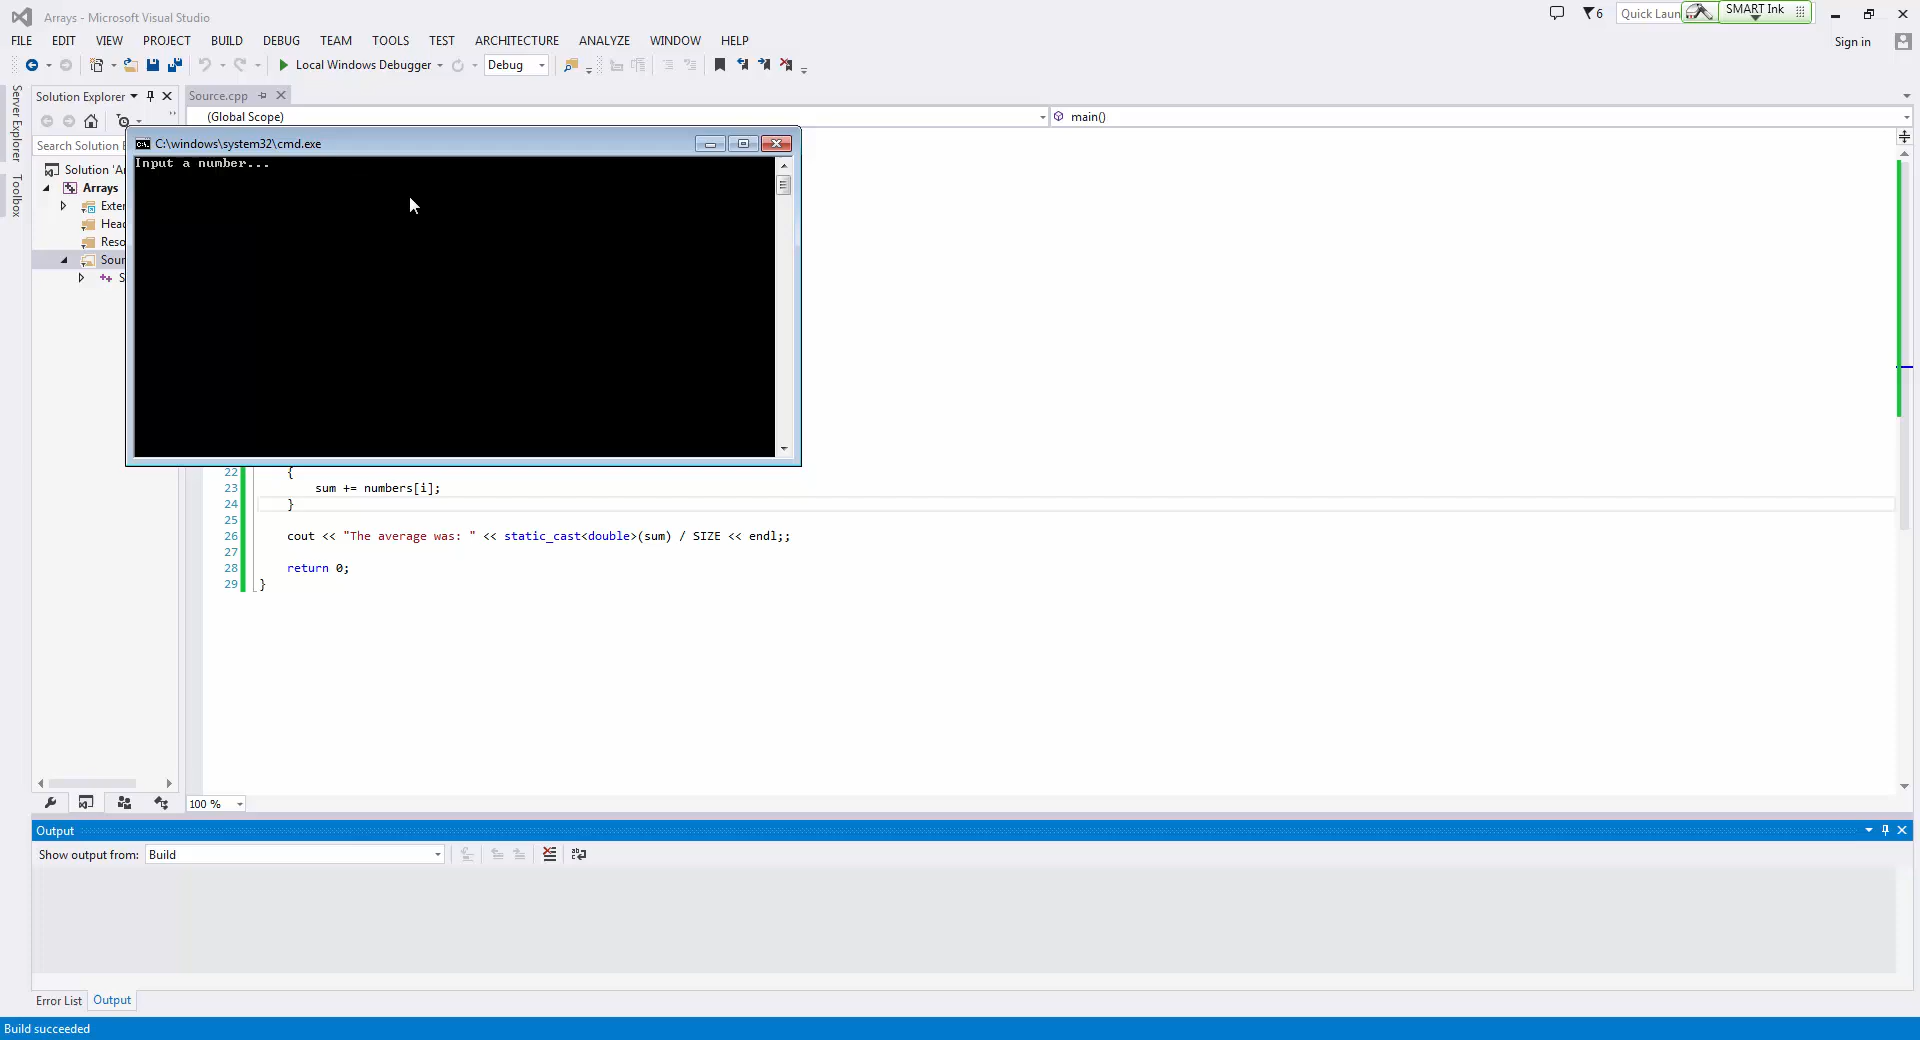 Arrays - Microsoft Visual Studio
6
Quick Laun
SMART Ink
FILE EDIT VIEW PROJECT BUILD DEBUG TEAM TOOLS TEST ARCHITECTURE ANALYZE WINDOW HELP
Sign in
Local Windows Debugger
Debug
Server Explorer
Toolbox
Solution Explorer
Source.cpp
(Global Scope)
main()
Search Solution E
Solution 'Ar
Arrays
Exter
Head
Reso
Sour
S
C:\windows\system32\cmd.exe
Input a number...
22 {
23 sum += numbers[i];
24 }
25
26 cout << "The average was: " << static_cast<double>(sum) / SIZE << endl;;
27
28 return 0;
29 }
100 %
Output
Show output from: Build
Error List Output
Build succeeded